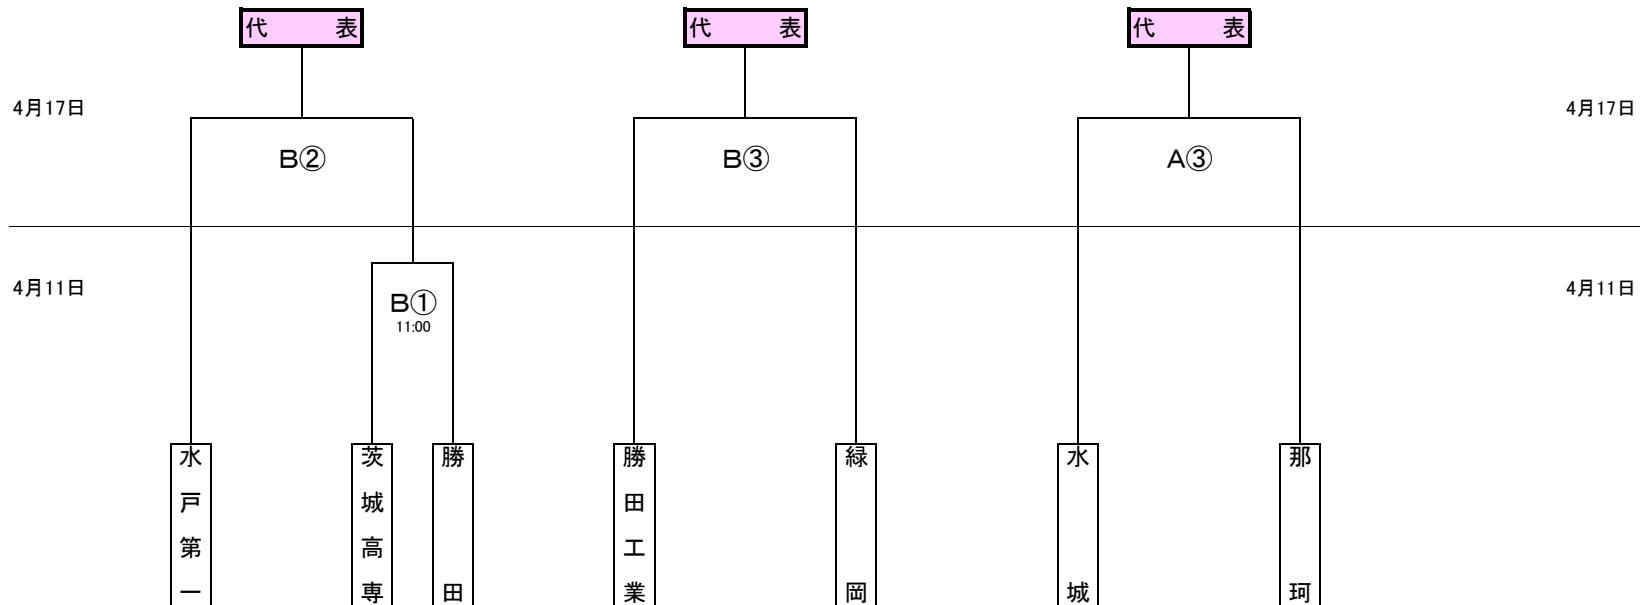 代 表
代 表
代 表
4月17日
4月17日
B②
B③
A③
4月11日
4月11日
B①
11:00
水戸第一
茨城高専
勝田
勝田工業
緑岡
水城
那珂